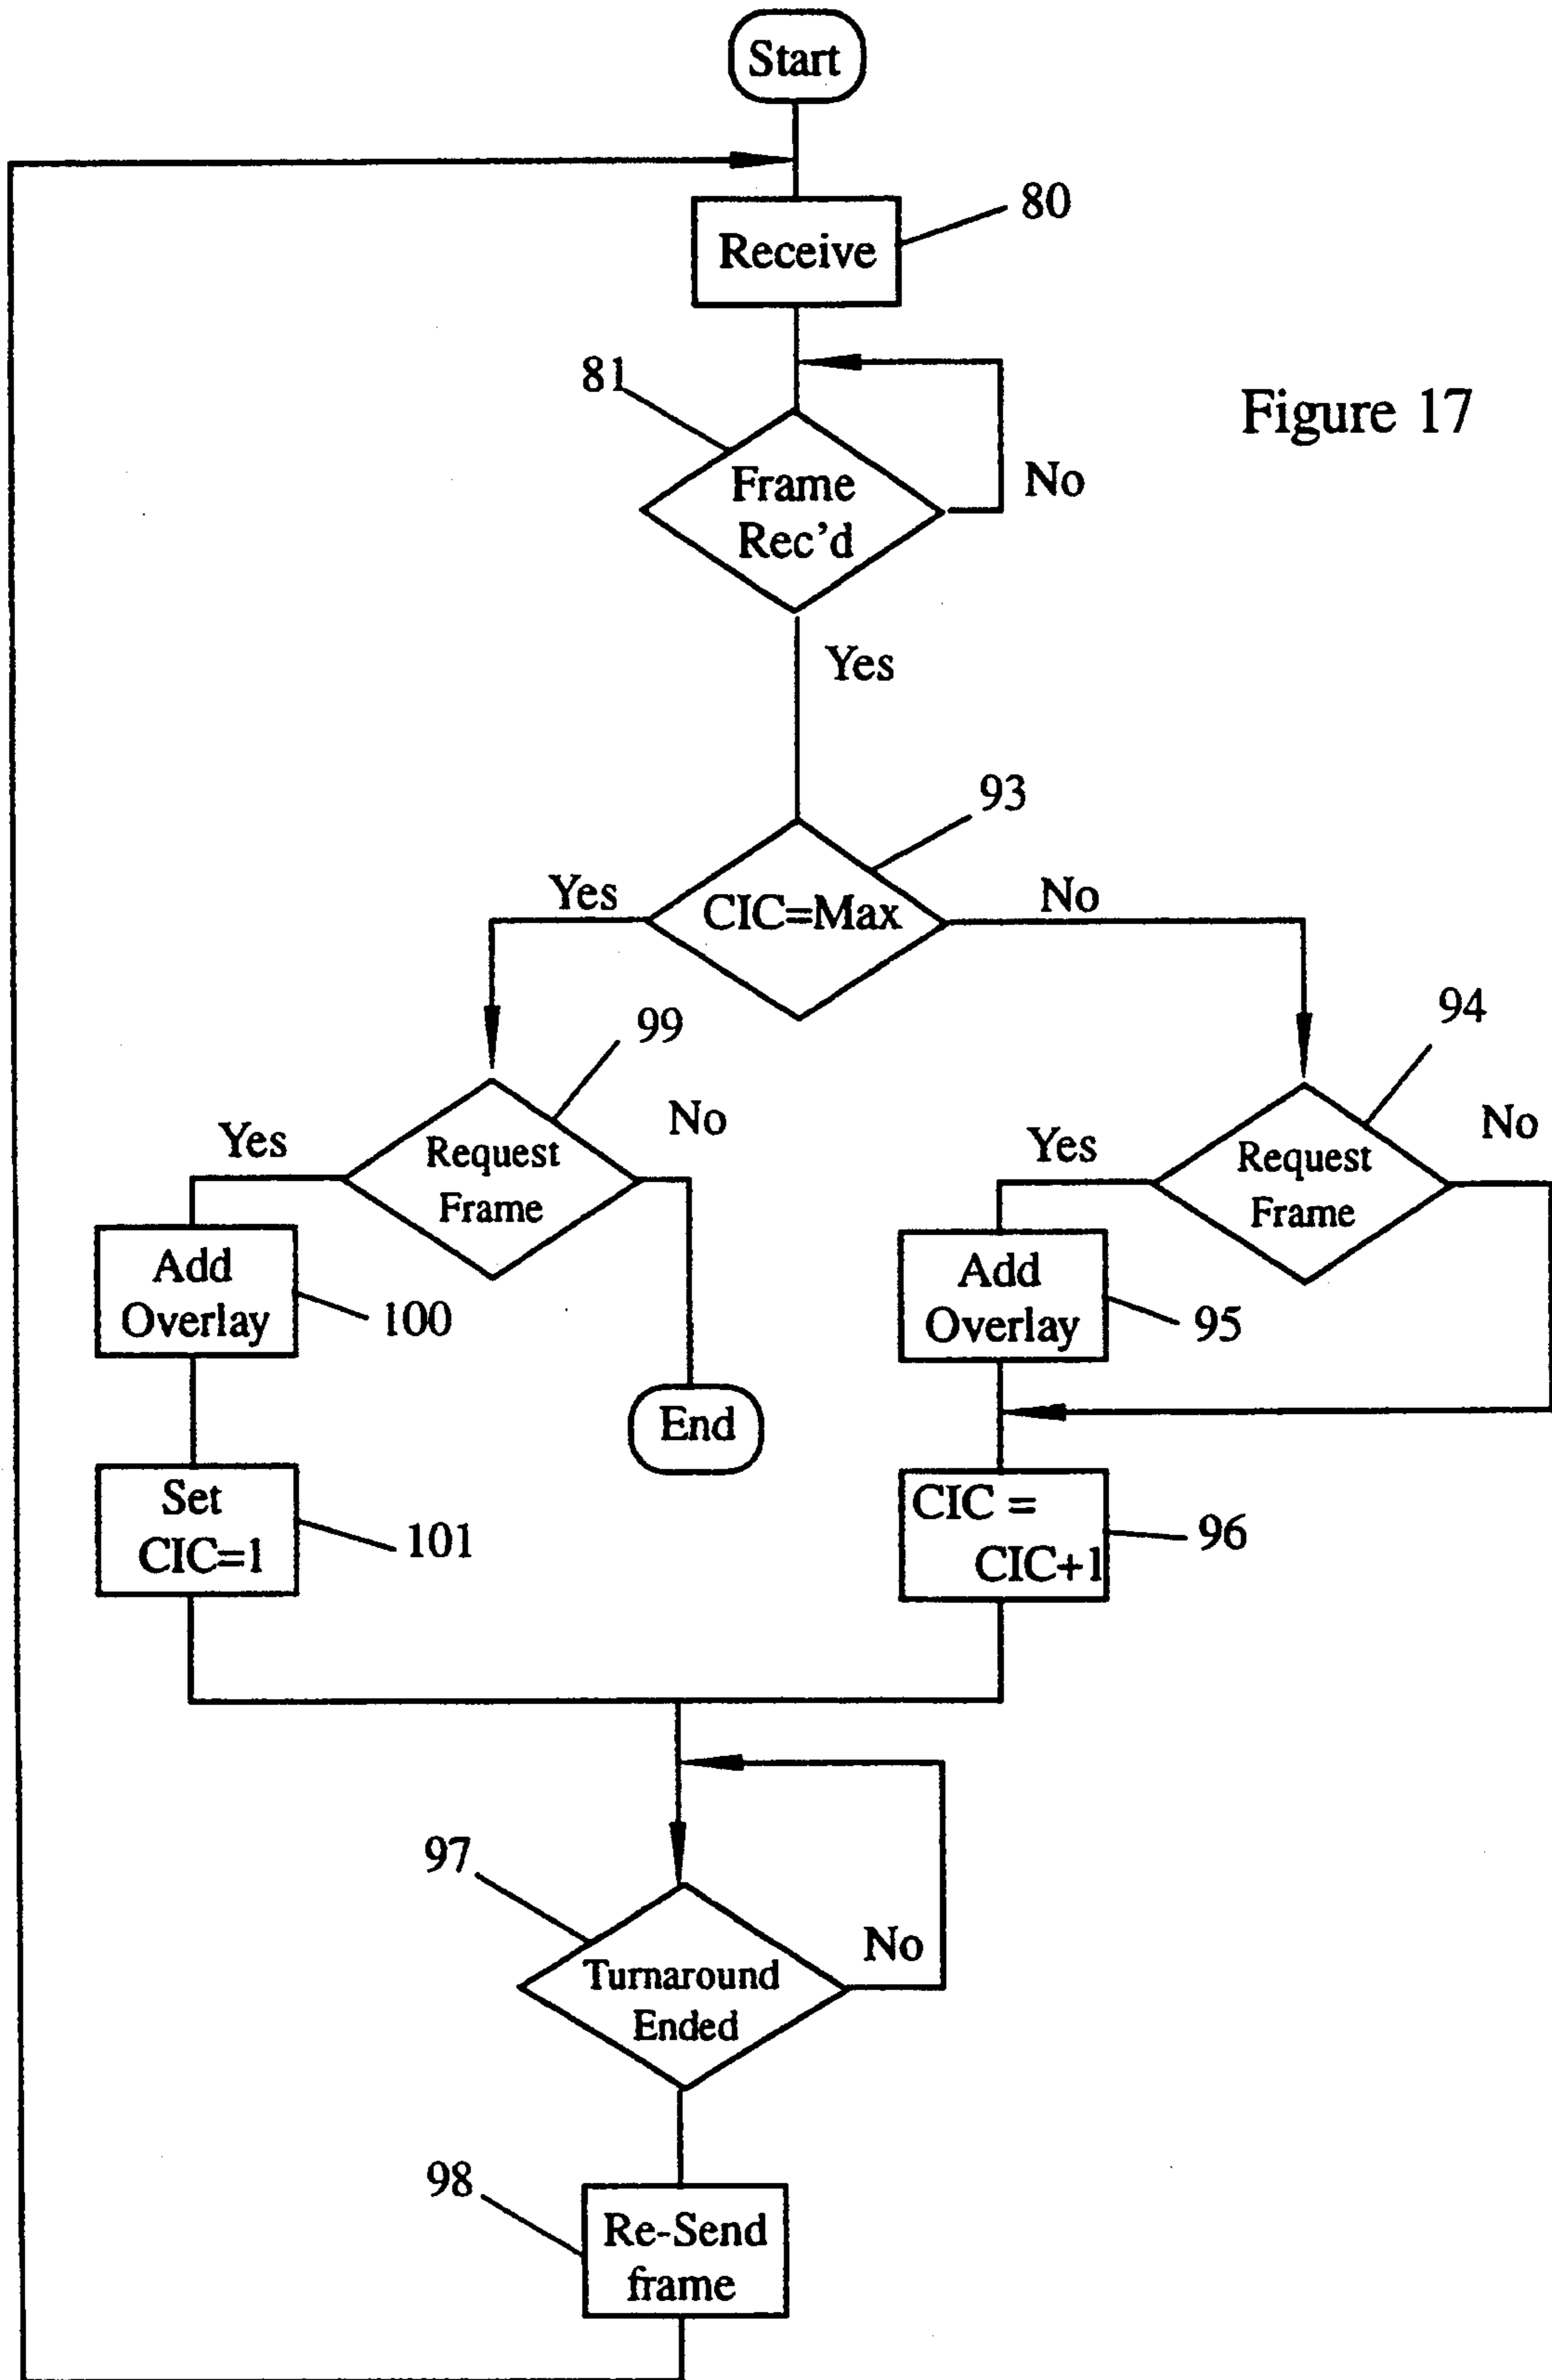 Start
80
Receive
81
Figure 17
Frame
Rec'd
No
Yes
93
Yes
CIC=Max
No
99
94
Yes
Request
Frame
No
Yes
Request
Frame
No
Add
Overlay
100
Add
Overlay
95
End
Set
CIC=1
101
CIC =
CIC+1
96
97
Turnaround
Ended
No
98
Re-Send
frame